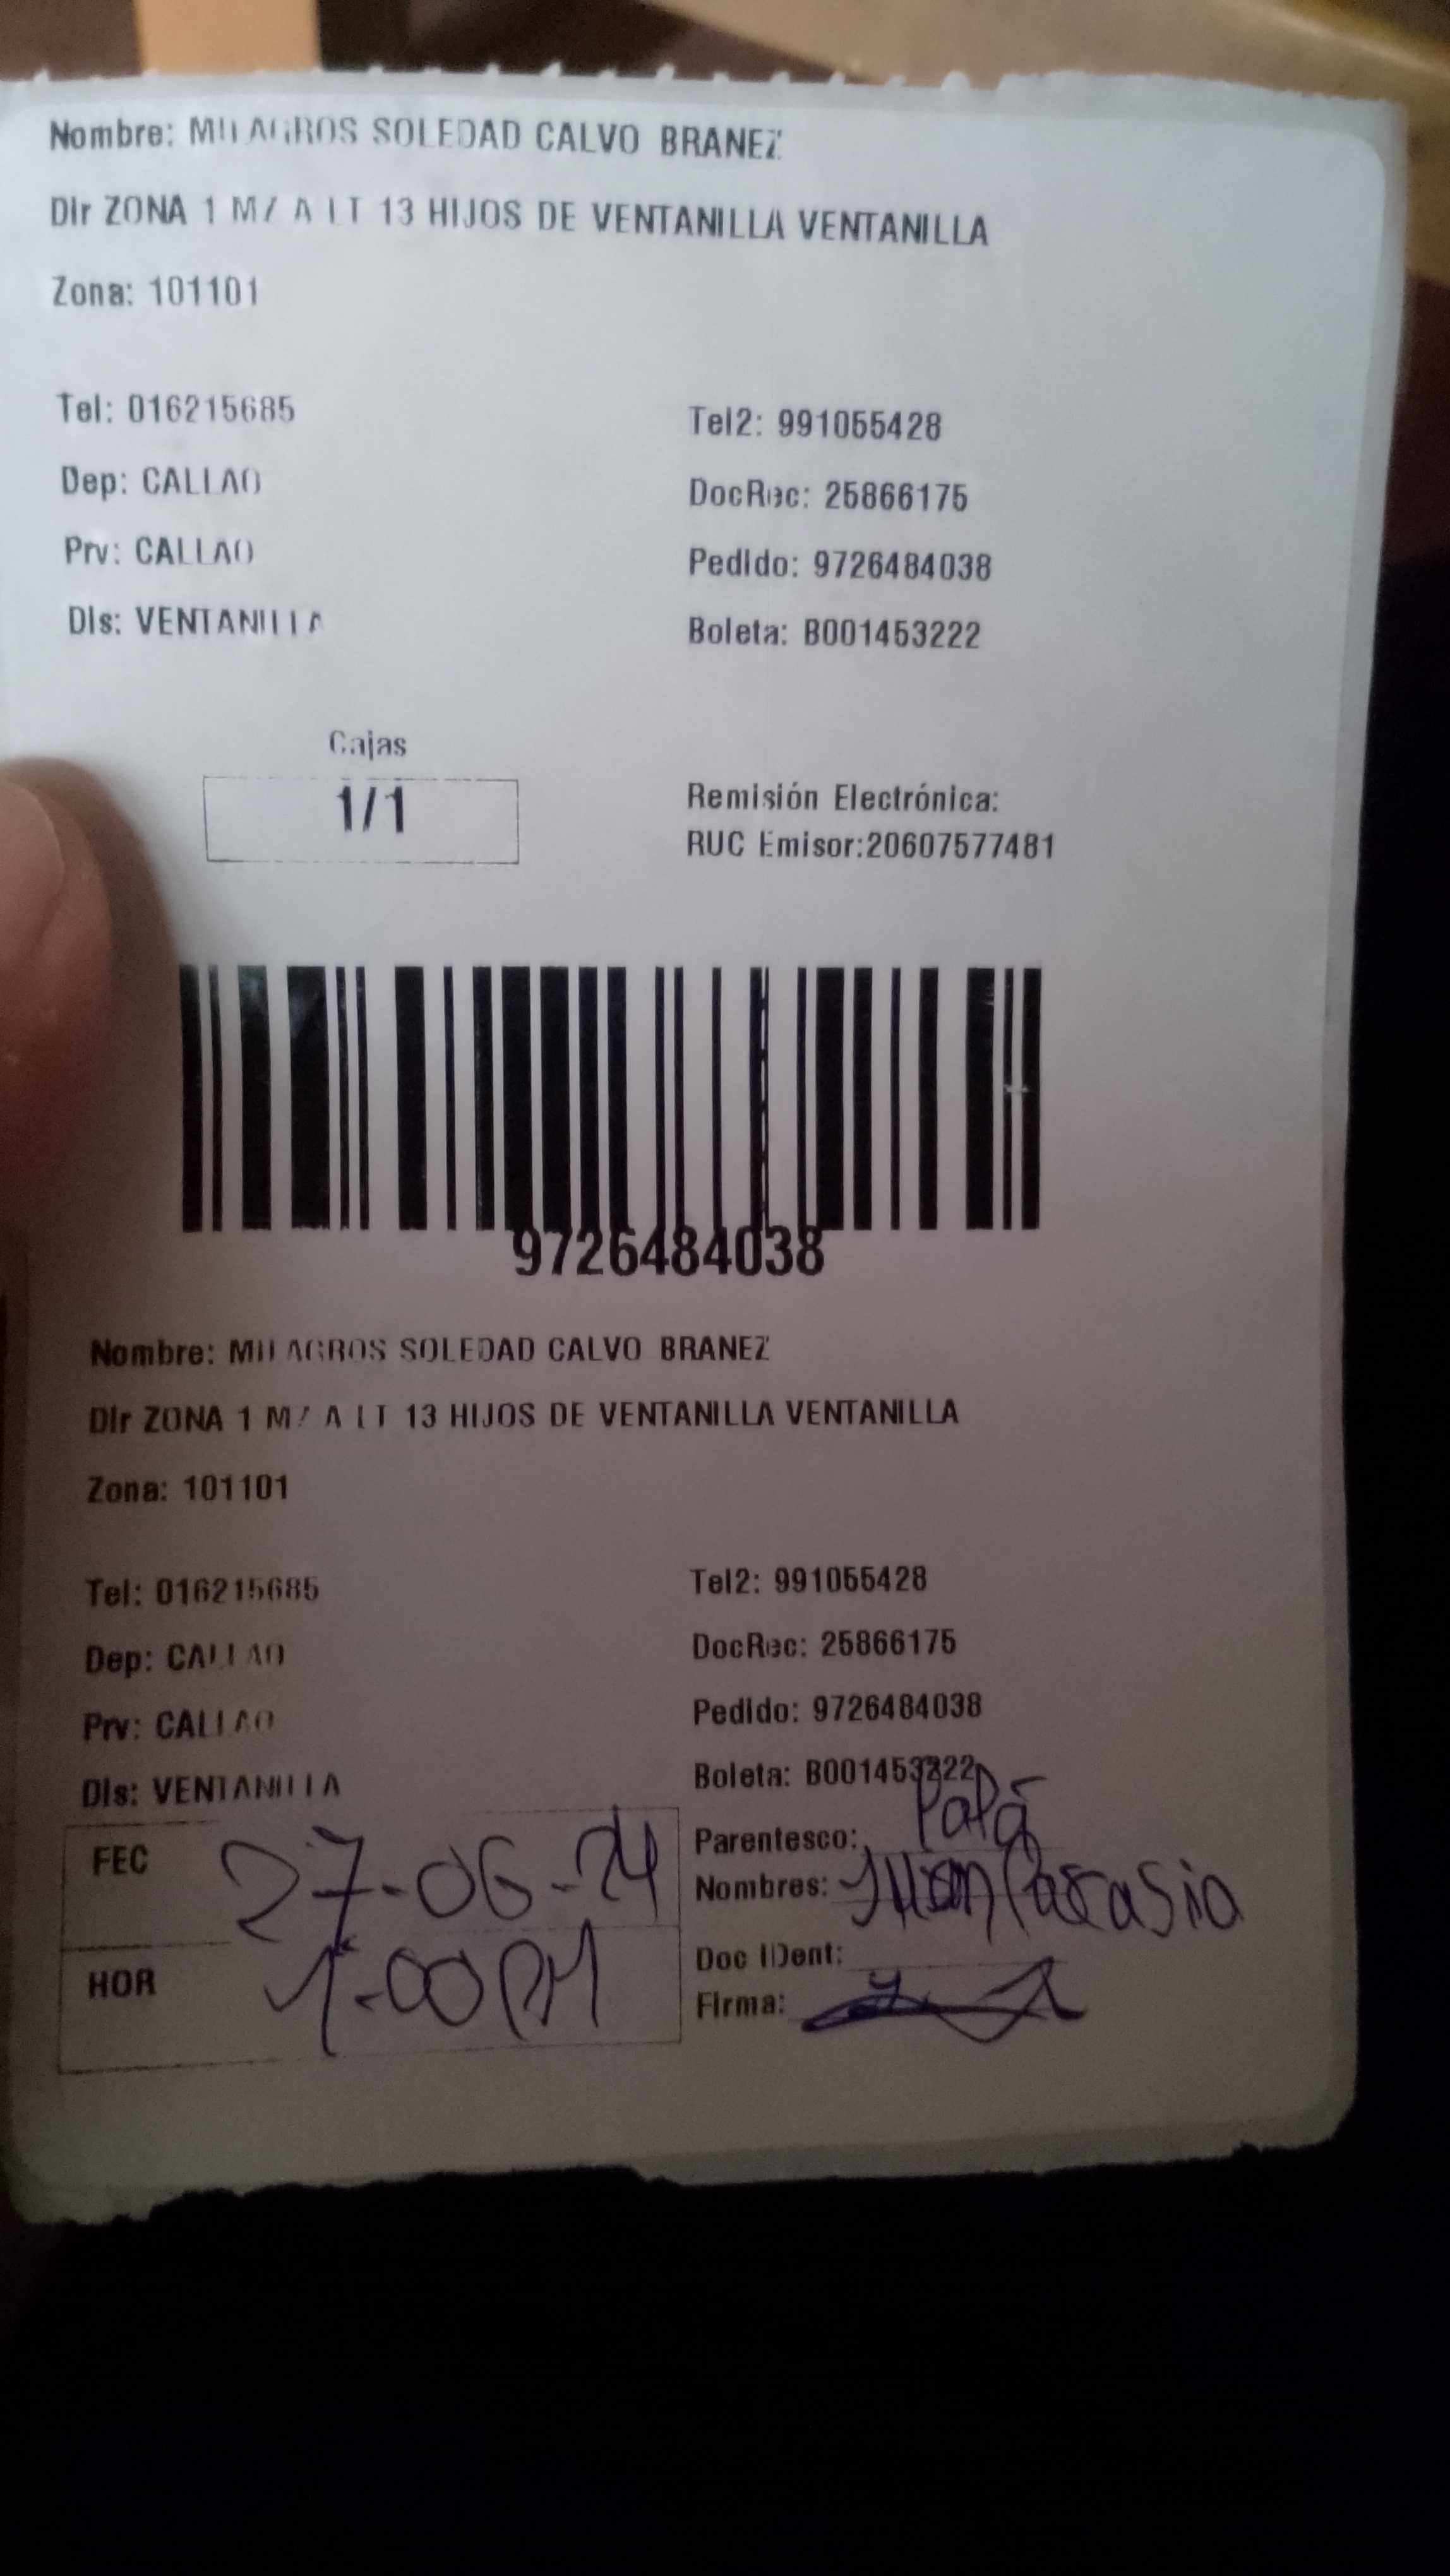 Nombre: MILAGROS SOLEDAD CALVO BRANEZ
Dir ZONA 1 MZ A LT 13 HIJOS DE VENTANILLA VENTANILLA
Zona: 101101
Tel: 016215685
Tel2: 991055428
Dep: CALLAO
DocRec: 25866175
Prv: CALLAO
Pedido: 9726484038
Dis: VENTANILLA
Boleta: B001453222
Cajas
1/1
Remisión Electrónica:
RUC Emisor:20607577481
9726484038
Nombre: MILAGROS SOLEDAD CALVO BRANEZ
Dir ZONA 1 MZ A LT 13 HIJOS DE VENTANILLA VENTANILLA
Zona: 101101
Tel: 016215685
Tel2: 991055428
Dep: CALLAO
DocRec: 25866175
Prv: CALLAO
Pedido: 9726484038
Dis: VENTANILLA
Boleta: B001453222
FEC 27-06-24
Parentesco: Papá
Nombres:
HOR 1:00 PM
Doc IDent:
Firma: